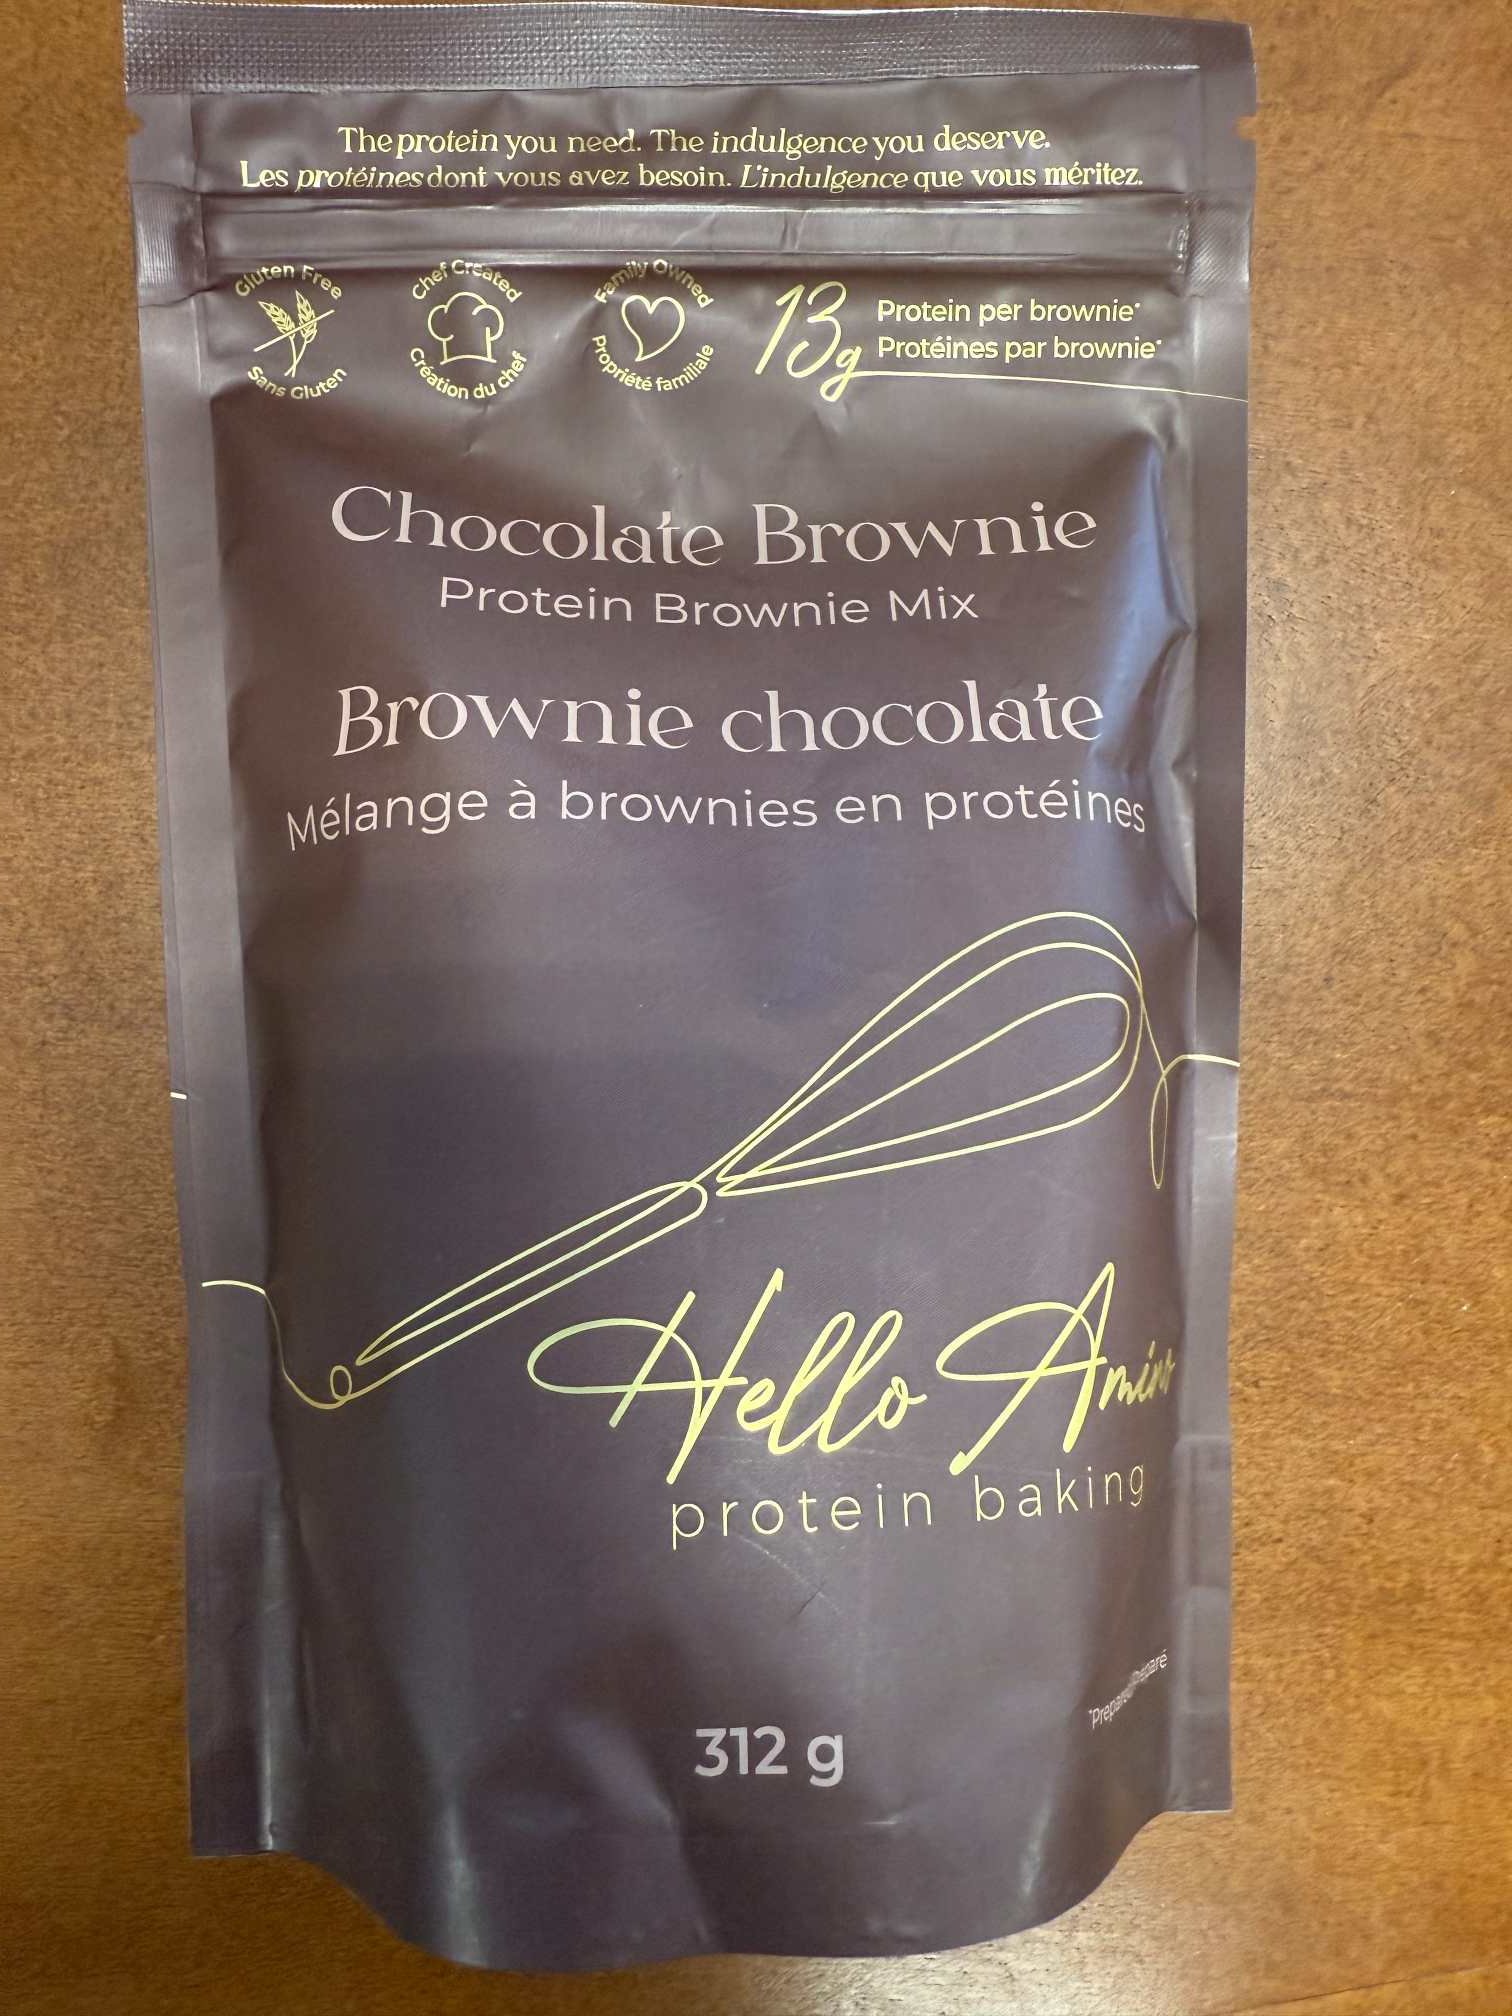 The protein you need. The indulgence you deserve.
Les protéines dont vous avez besoin. L'indulgence que vous méritez.
Gluten Free
Sans Gluten
Chef Created
Création du chef
Family Owned
Propriété familiale
13g
Protein per brownie*
Protéines par brownie*
Chocolate Brownie
Protein Brownie Mix
Brownie chocolate
Mélange à brownies en protéines
Hello Amino
protein baking
*Prepared/Préparé
312 g